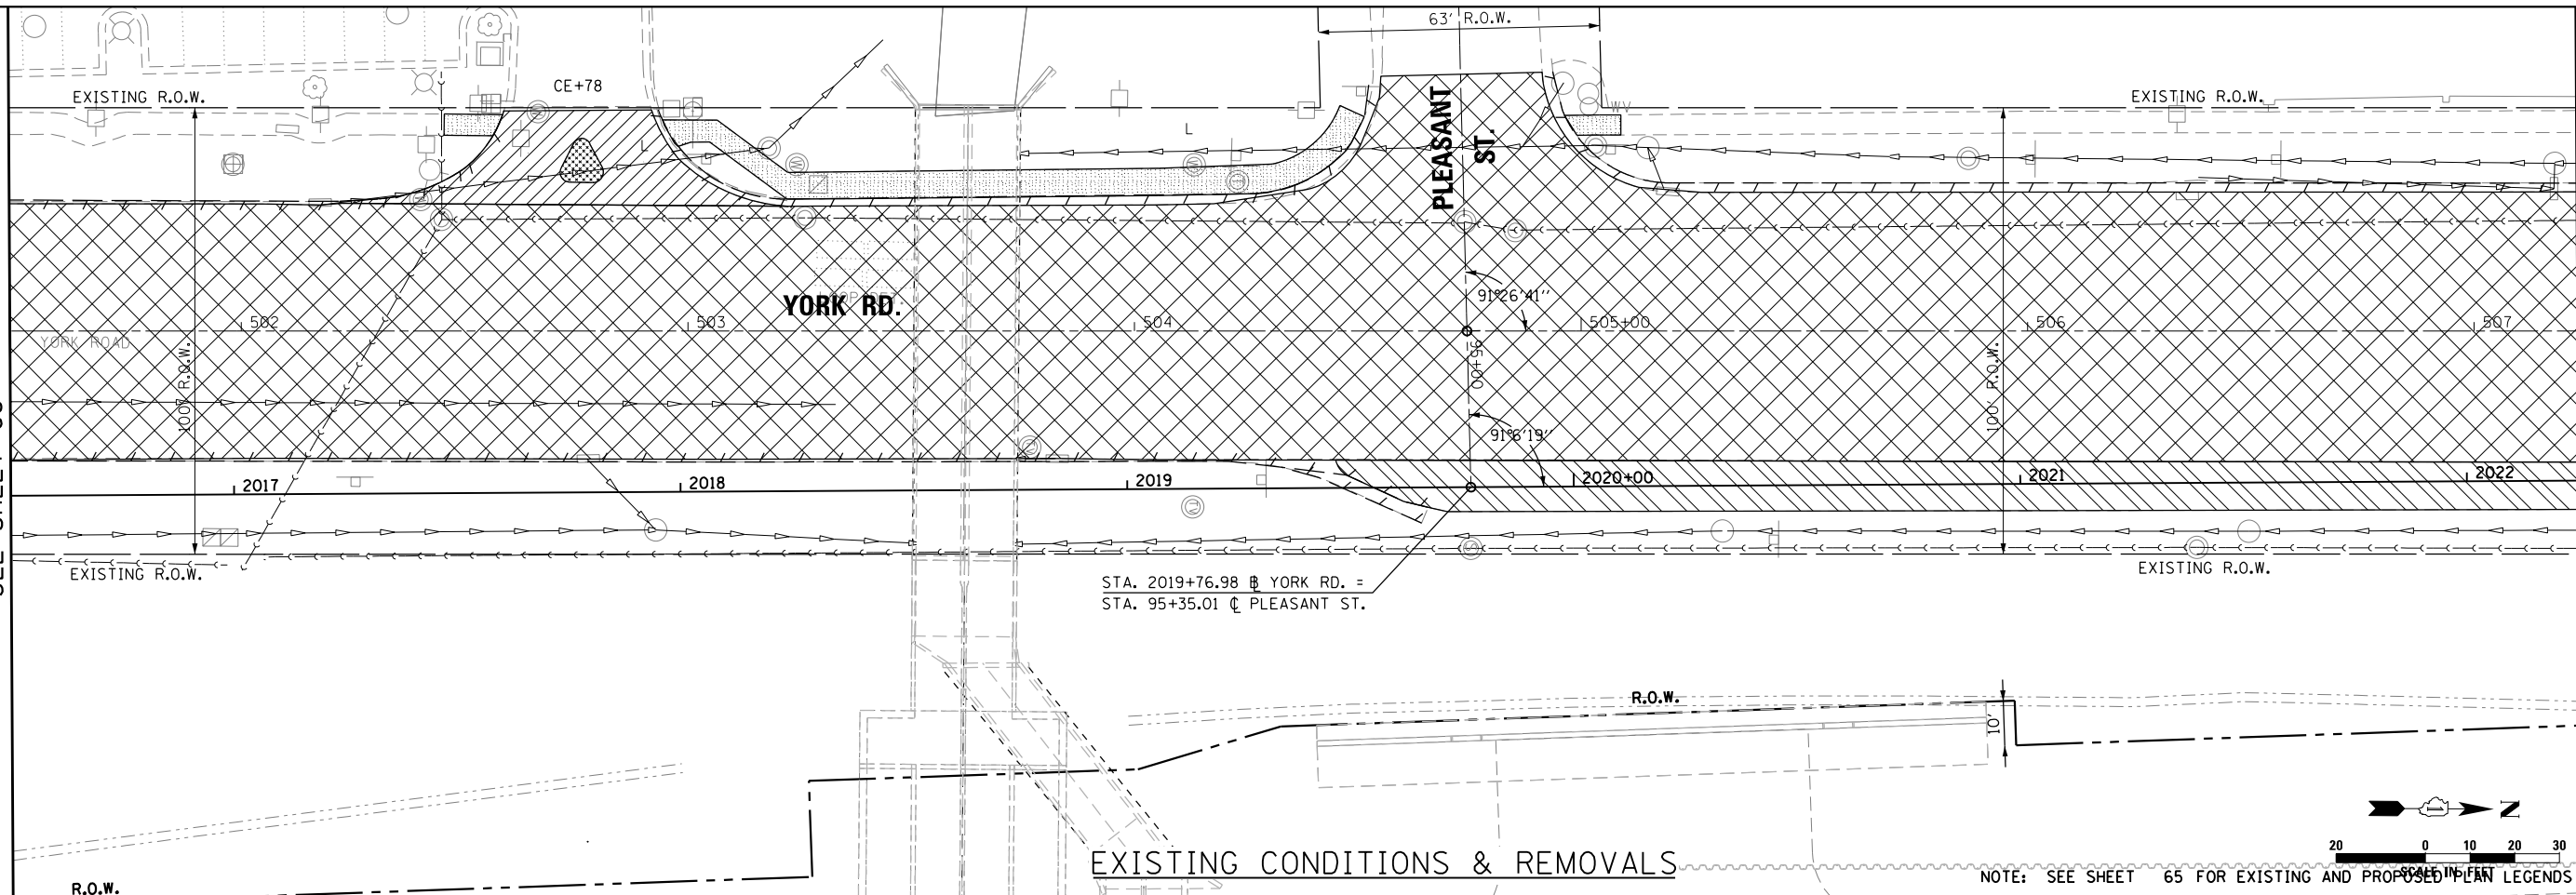 63' R.O.W.
CE+78
EXISTING R.O.W.
EXISTING R.O.W.
WV
L
L
PLEASANT
ST.
YORK RD.
91°26'41''
502
503
504
505+00
506
507
YORK ROAD
100' R.O.W.
95+00
100' R.O.W.
91°6'19''
2017
2018
2019
2020+00
2021
2022
EXISTING R.O.W.
EXISTING R.O.W.
STA. 2019+76.98 B YORK RD. =
STA. 95+35.01 ℄ PLEASANT ST.
R.O.W.
10'
N
20 0 10 20 30
SCALE IN FEET
EXISTING CONDITIONS & REMOVALS
R.O.W.
NOTE: SEE SHEET 65 FOR EXISTING AND PROPOSED PLAN LEGENDS